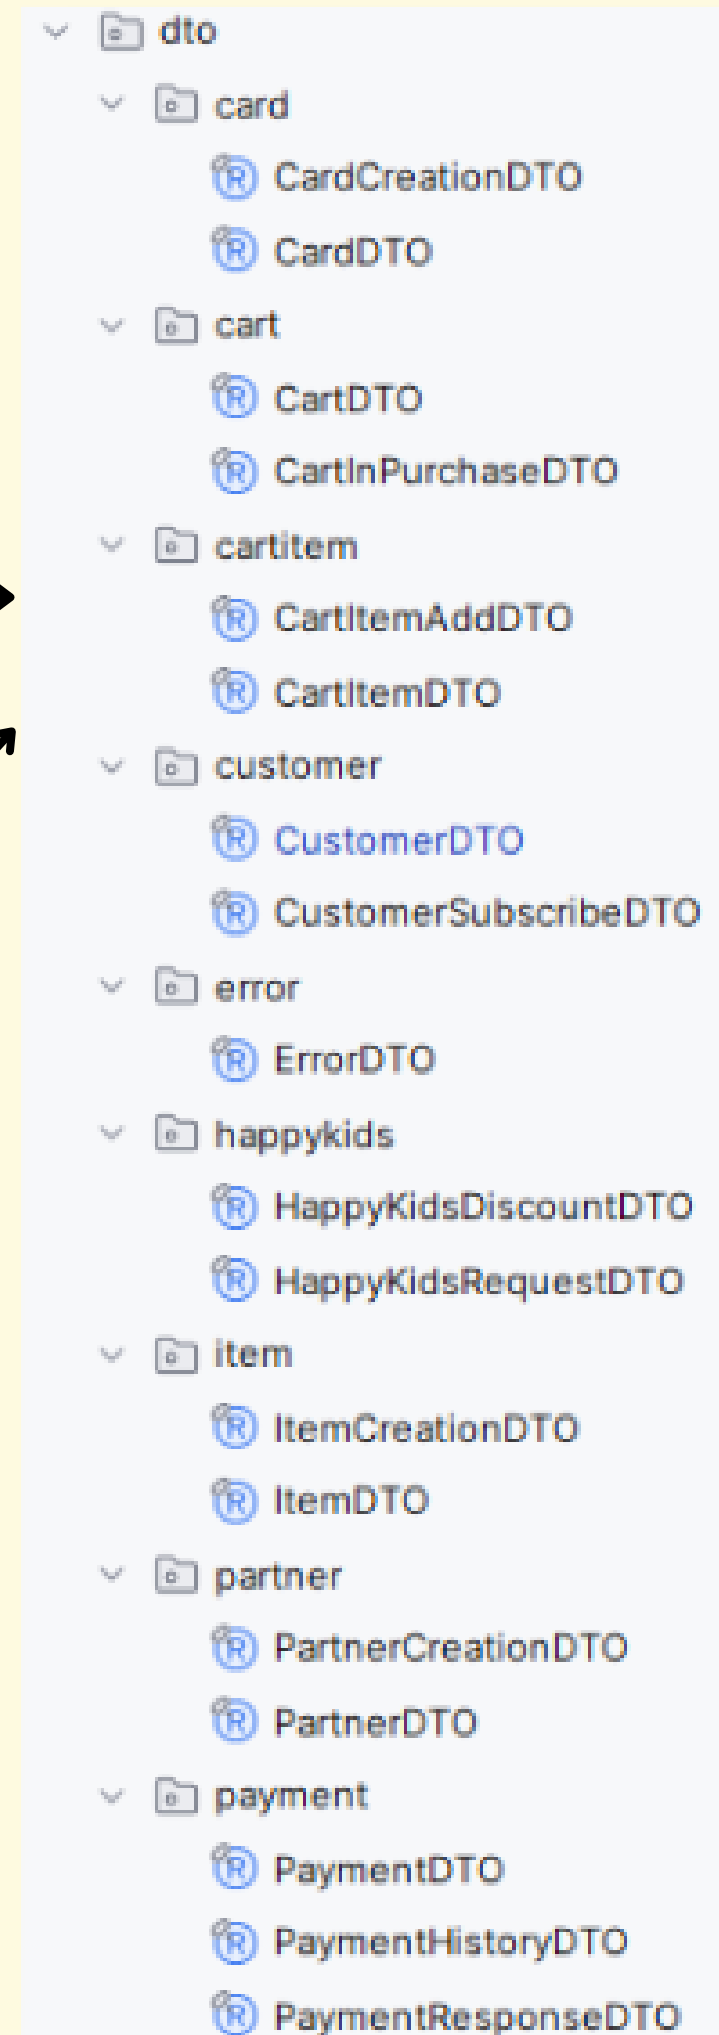 dto
card
CardCreationDTO
CardDTO
cart
CartDTO
CartInPurchaseDTO
cartitem
CartItemAddDTO
CartItemDTO
customer
CustomerDTO
CustomerSubscribeDTO
error
ErrorDTO
happykids
HappyKidsDiscountDTO
HappyKidsRequestDTO
item
ItemCreationDTO
ItemDTO
partner
PartnerCreationDTO
PartnerDTO
payment
PaymentDTO
PaymentHistoryDTO
PaymentResponseDTO